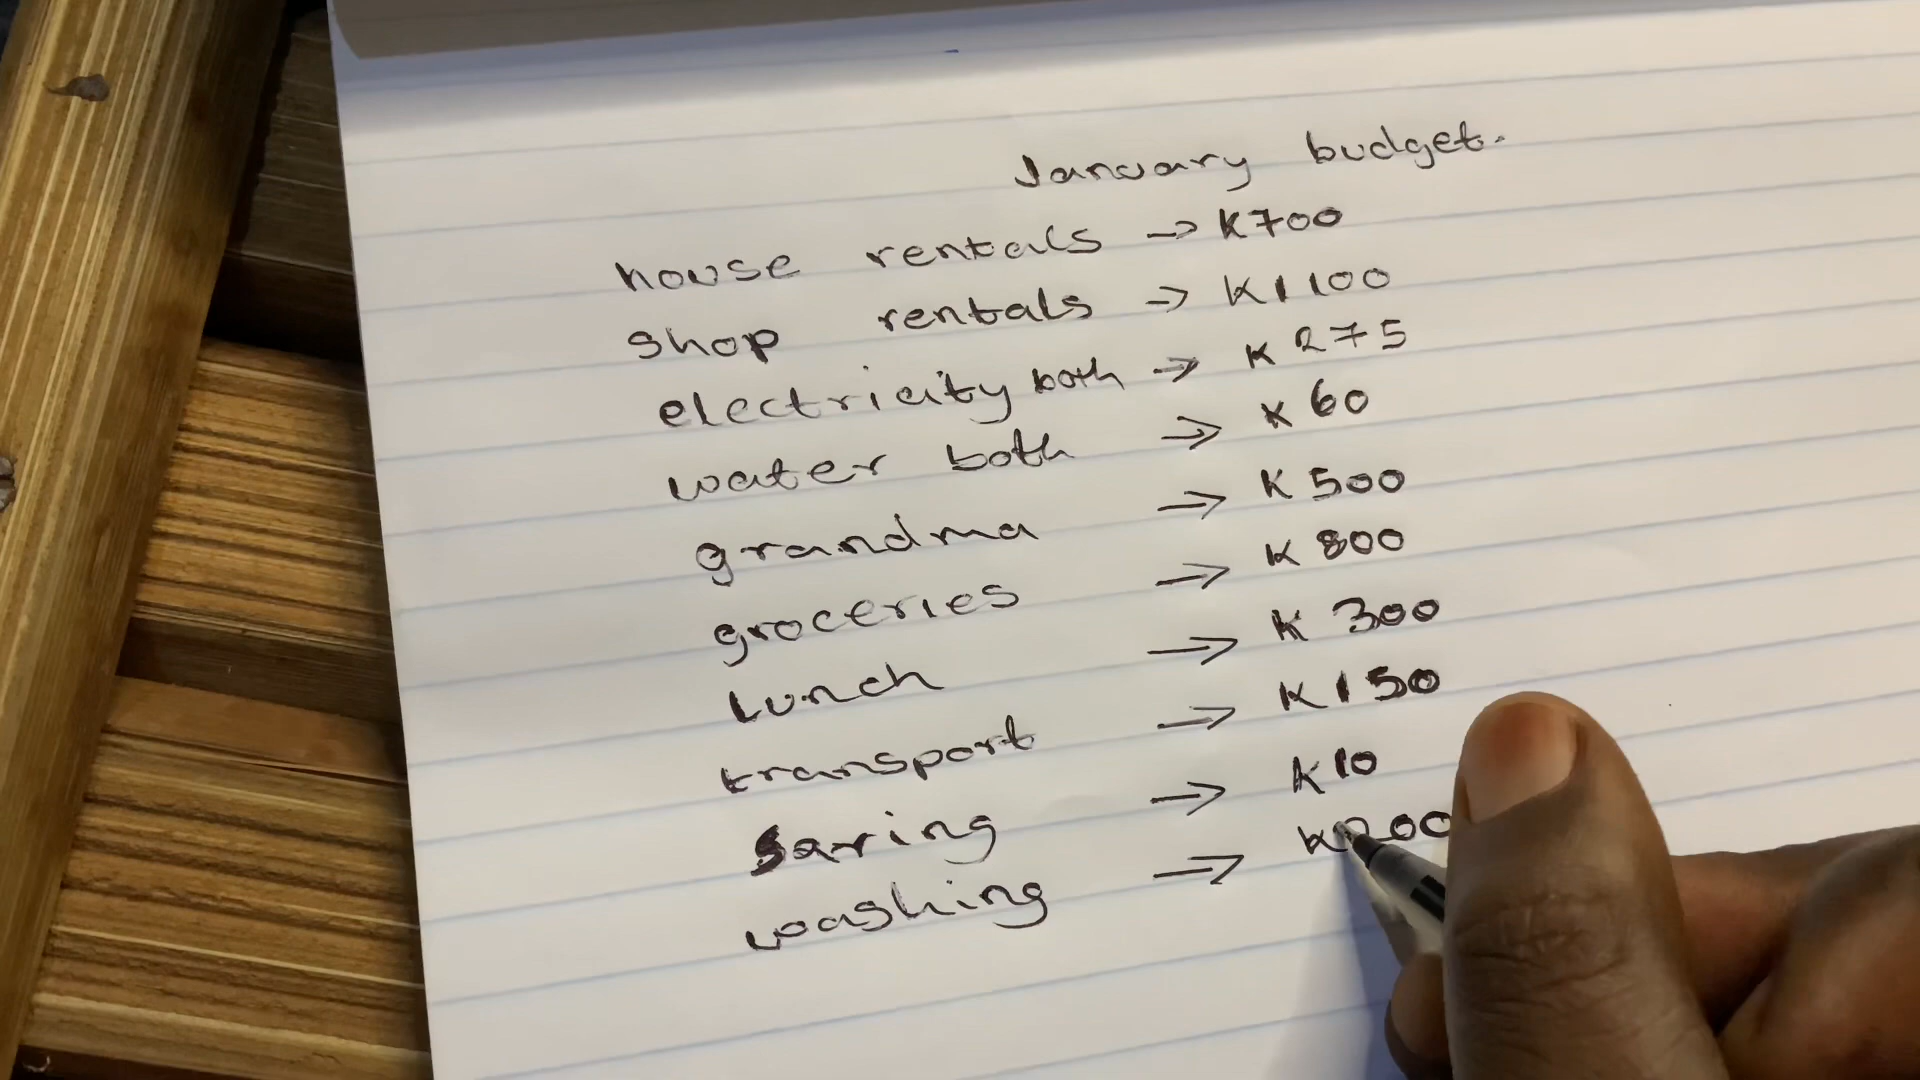 January budget.
house rentals → K700
shop rentals → K1100
electricity both → K275
water both → K60
grandma → K500
groceries → K800
lunch → K300
transport → K150
saving → K10
washing → K200